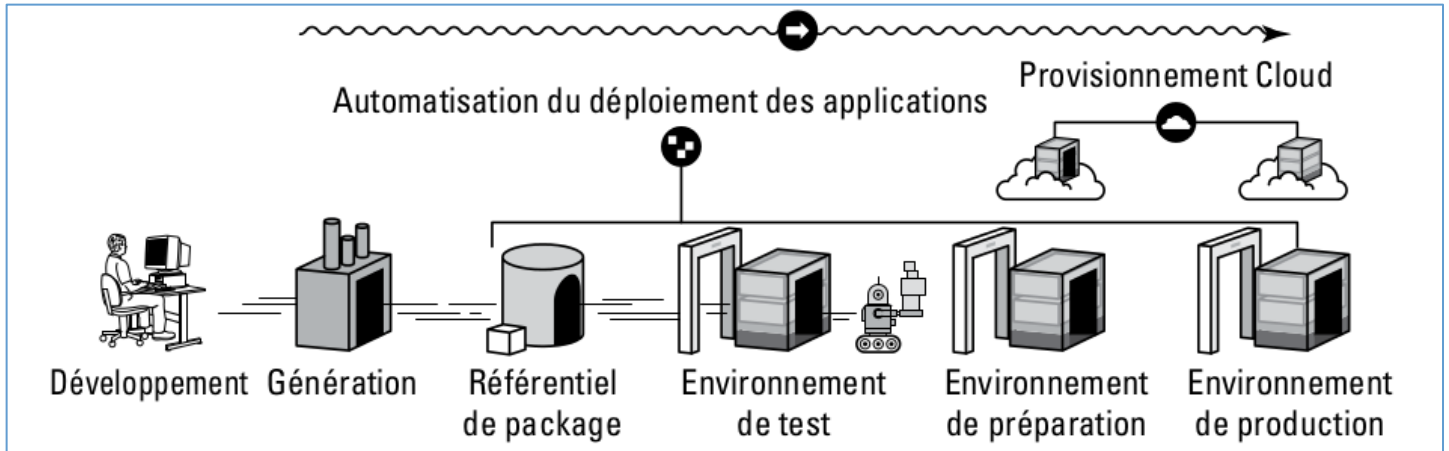 Provisionnement Cloud
Automatisation du déploiement des applications
Développement
Génération
Référentiel
de package
Environnement
de test
Environnement
de préparation
Environnement
de production